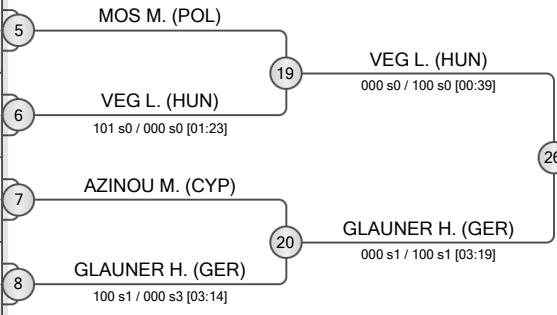 5
MOS M. (POL)
19
VEG L. (HUN)
000 s0 / 100 s0 [00:39]
6
VEG L. (HUN)
101 s0 / 000 s0 [01:23]
26
7
AZINOU M. (CYP)
20
GLAUNER H. (GER)
000 s1 / 100 s1 [03:19]
8
GLAUNER H. (GER)
100 s1 / 000 s3 [03:14]